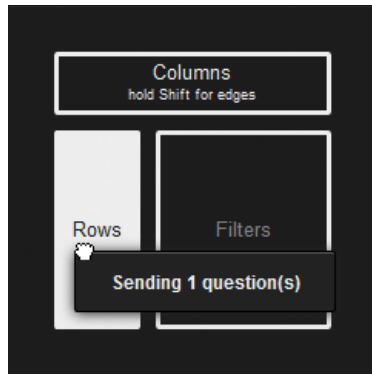 Columns
hold Shift for edges
Rows
Filters
Sending 1 question(s)